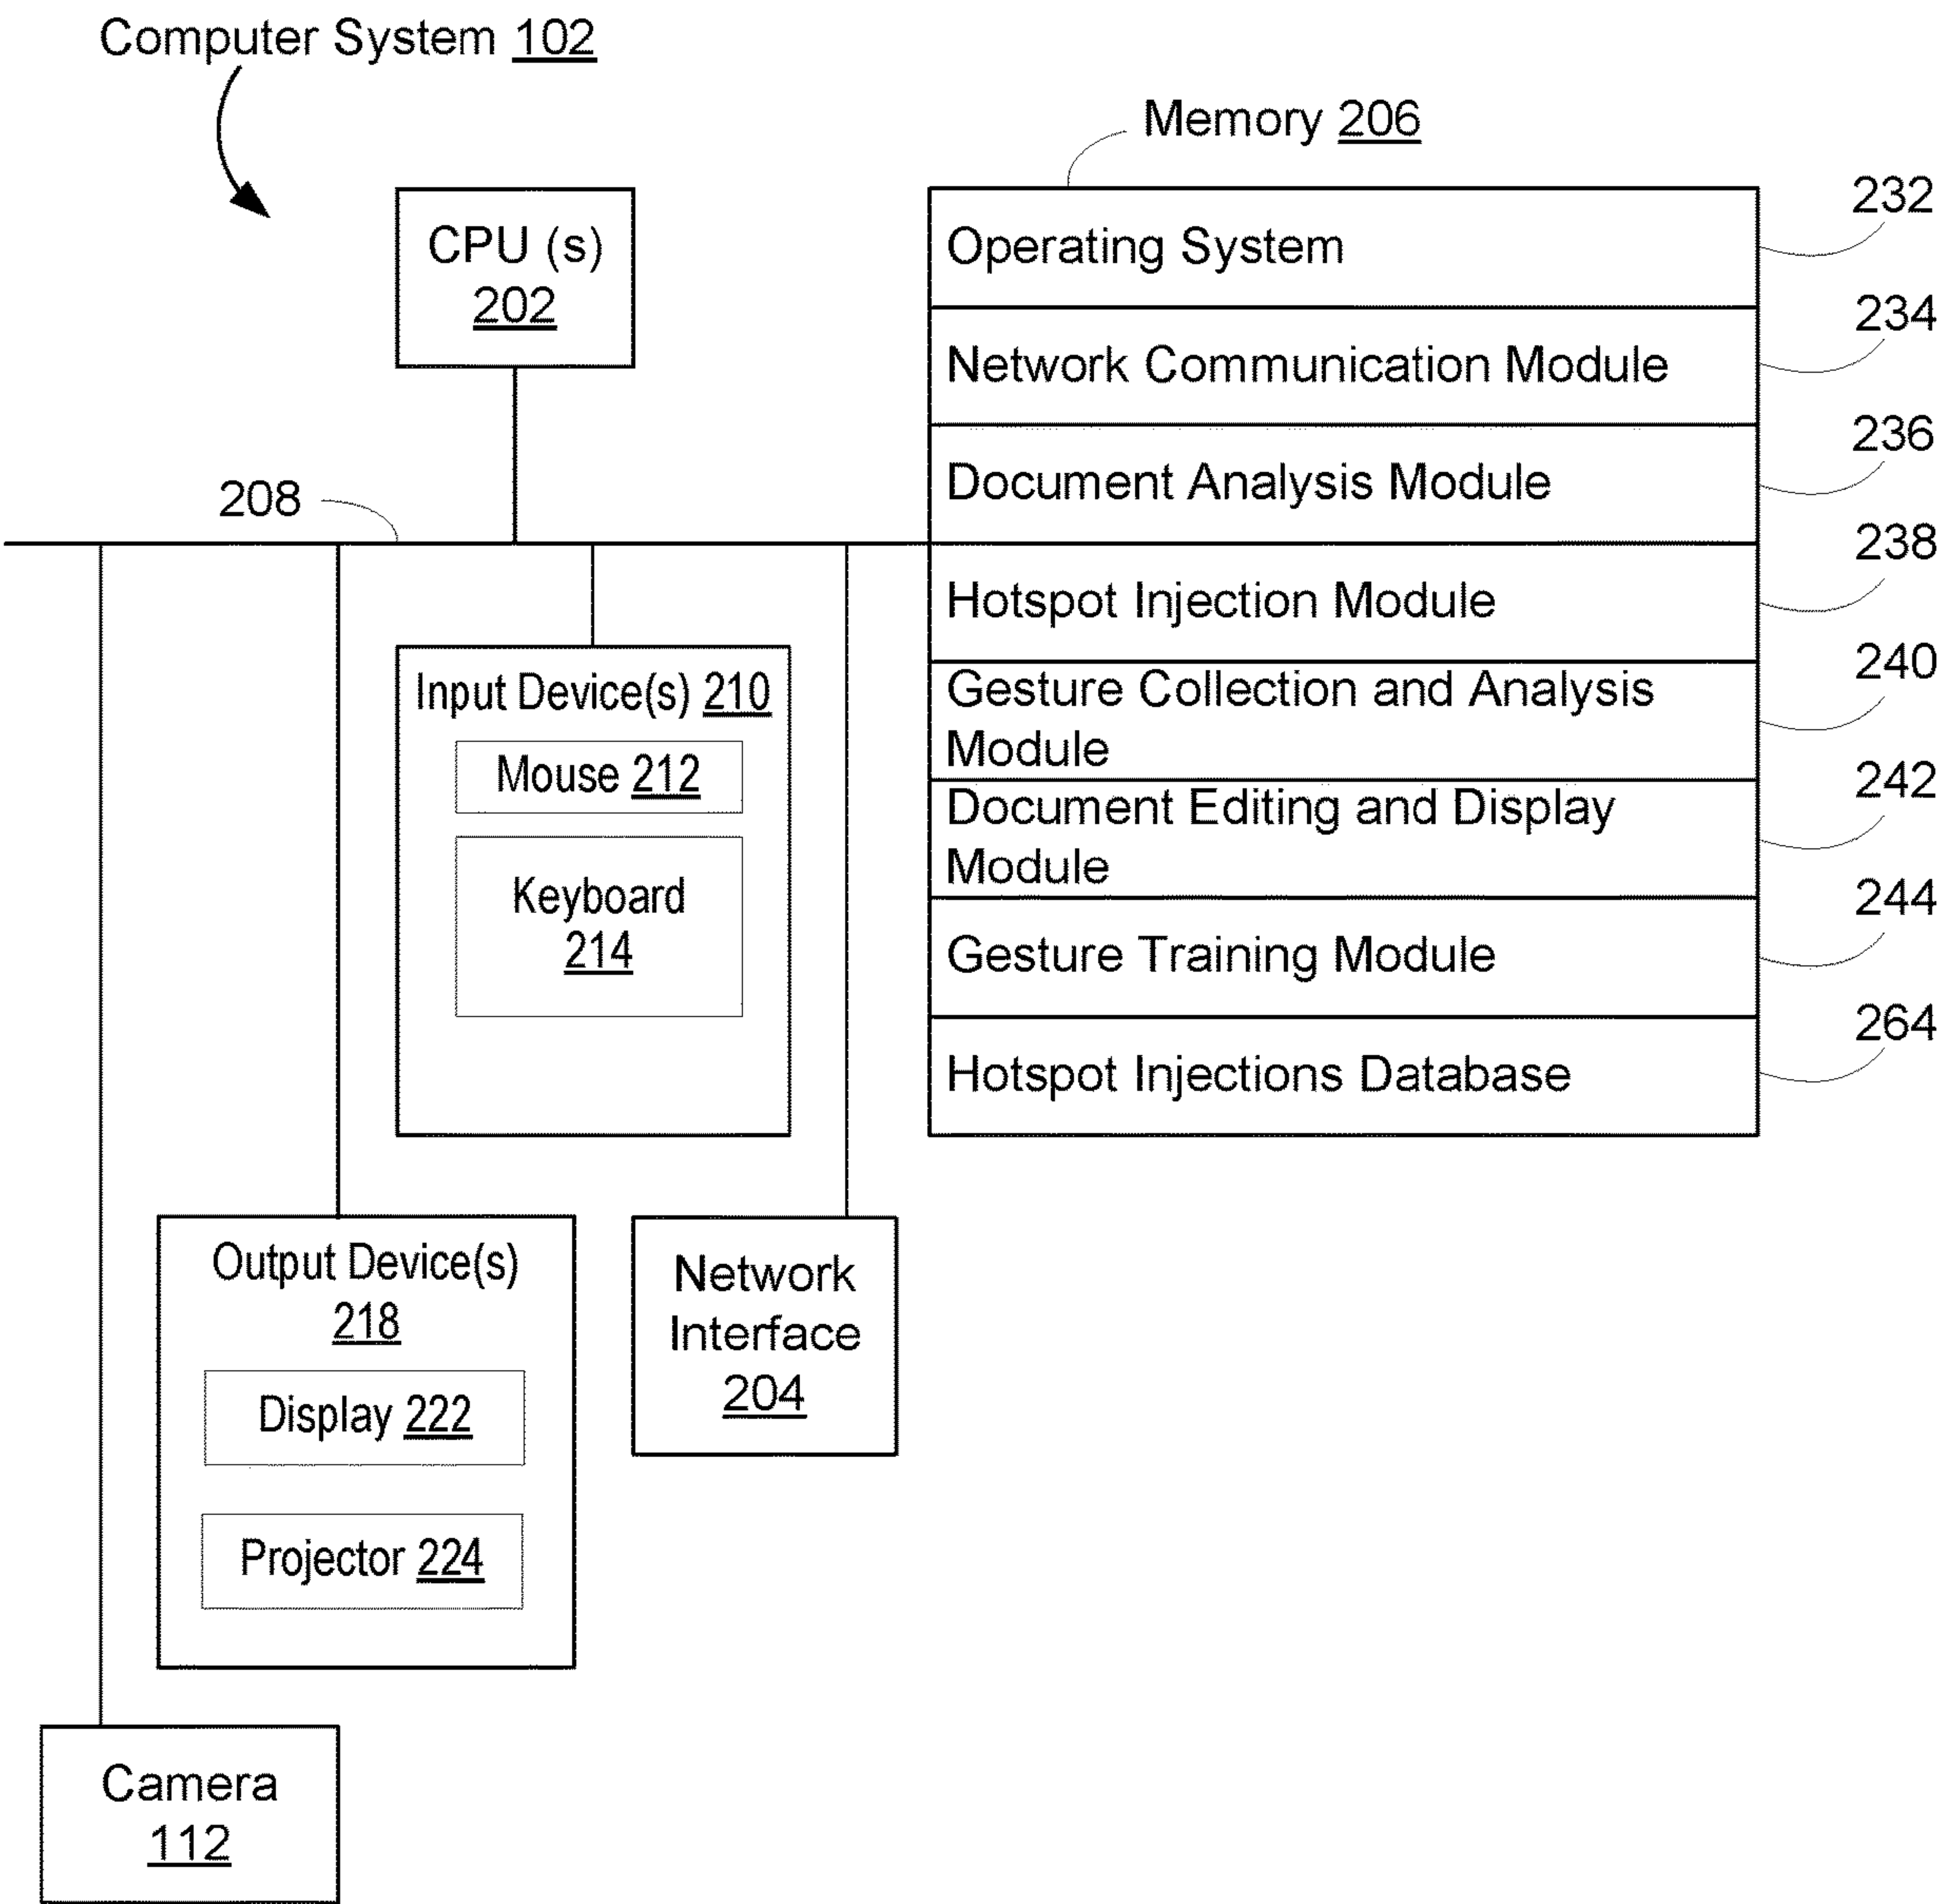 Computer System 102
Memory 206
CPU (s)
202
Operating System
232
Network Communication Module
234
Document Analysis Module
236
208
Hotspot Injection Module
238
Gesture Collection and Analysis
Module
240
Document Editing and Display
Module
242
Gesture Training Module
244
Hotspot Injections Database
264
Input Device(s) 210
Mouse 212
Keyboard
214
Output Device(s)
218
Display 222
Projector 224
Network
Interface
204
Camera
112